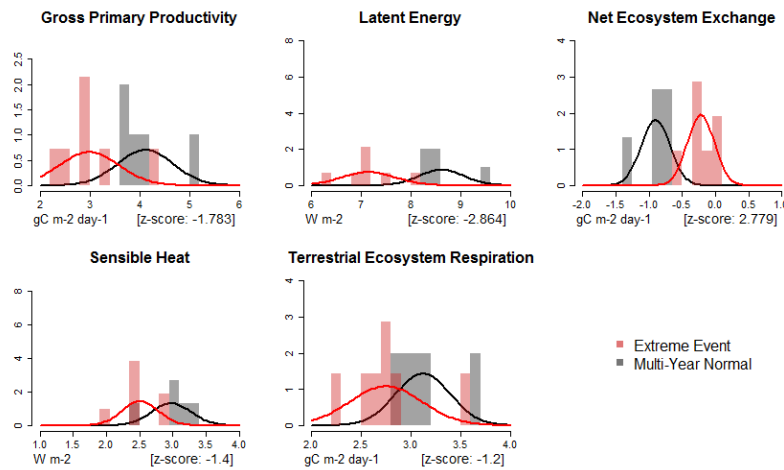 Gross Primary Productivity
0.0 0.5 1.0 1.5 2.0 2.5
2 3 4 5 6
gC m-2 day-1 [z-score: -1.783]
Latent Energy
0 2 4 6 8
6 7 8 9 10
W m-2 [z-score: -2.864]
Net Ecosystem Exchange
0 1 2 3 4
-2.0 -1.5 -1.0 -0.5 0.0 0.5 1.0
gC m-2 day-1 [z-score: 2.779]
Sensible Heat
0 2 4 6 8
1.0 1.5 2.0 2.5 3.0 3.5 4.0
W m-2 [z-score: -1.4]
Terrestrial Ecosystem Respiration
0 1 2 3 4
2.0 2.5 3.0 3.5 4.0
gC m-2 day-1 [z-score: -1.2]
Extreme Event
Multi-Year Normal